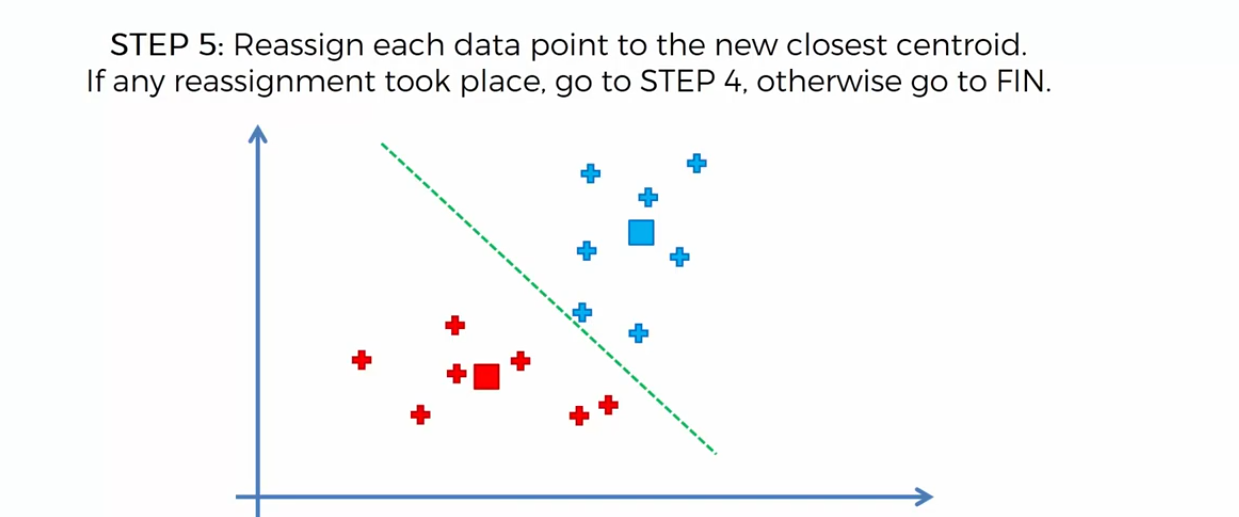 STEP 5: Reassign each data point to the new closest centroid.
If any reassignment took place, go to STEP 4, otherwise go to FIN.